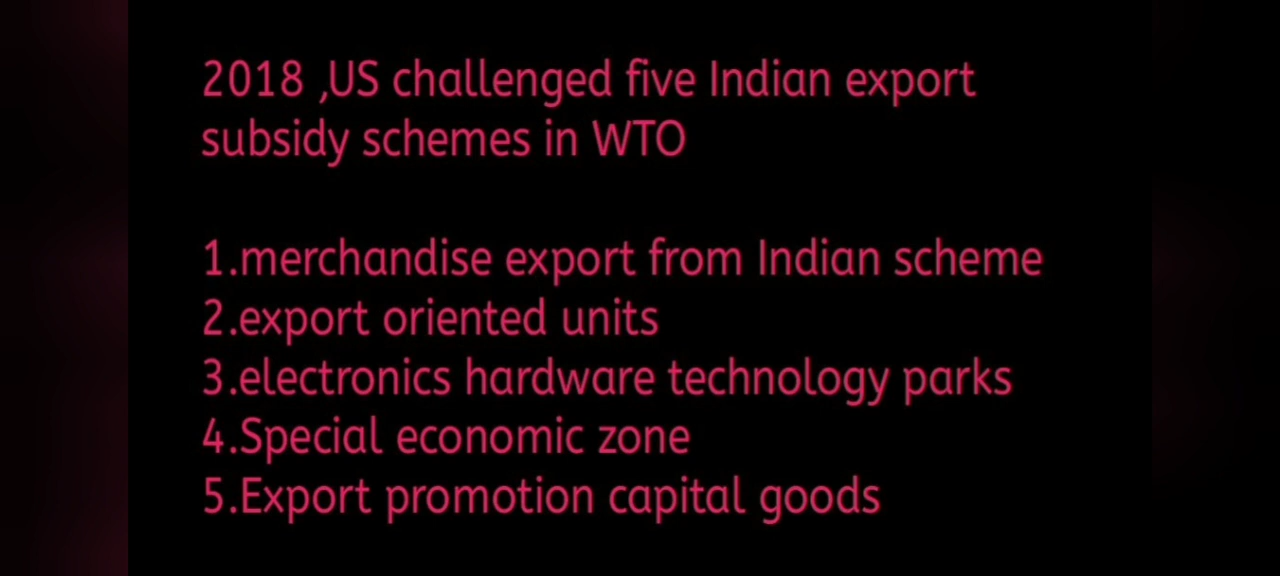 2018 ,US challenged five Indian export
subsidy schemes in WTO
1.merchandise export from Indian scheme
2.export oriented units
3.electronics hardware technology parks
4.Special economic zone
5.Export promotion capital goods